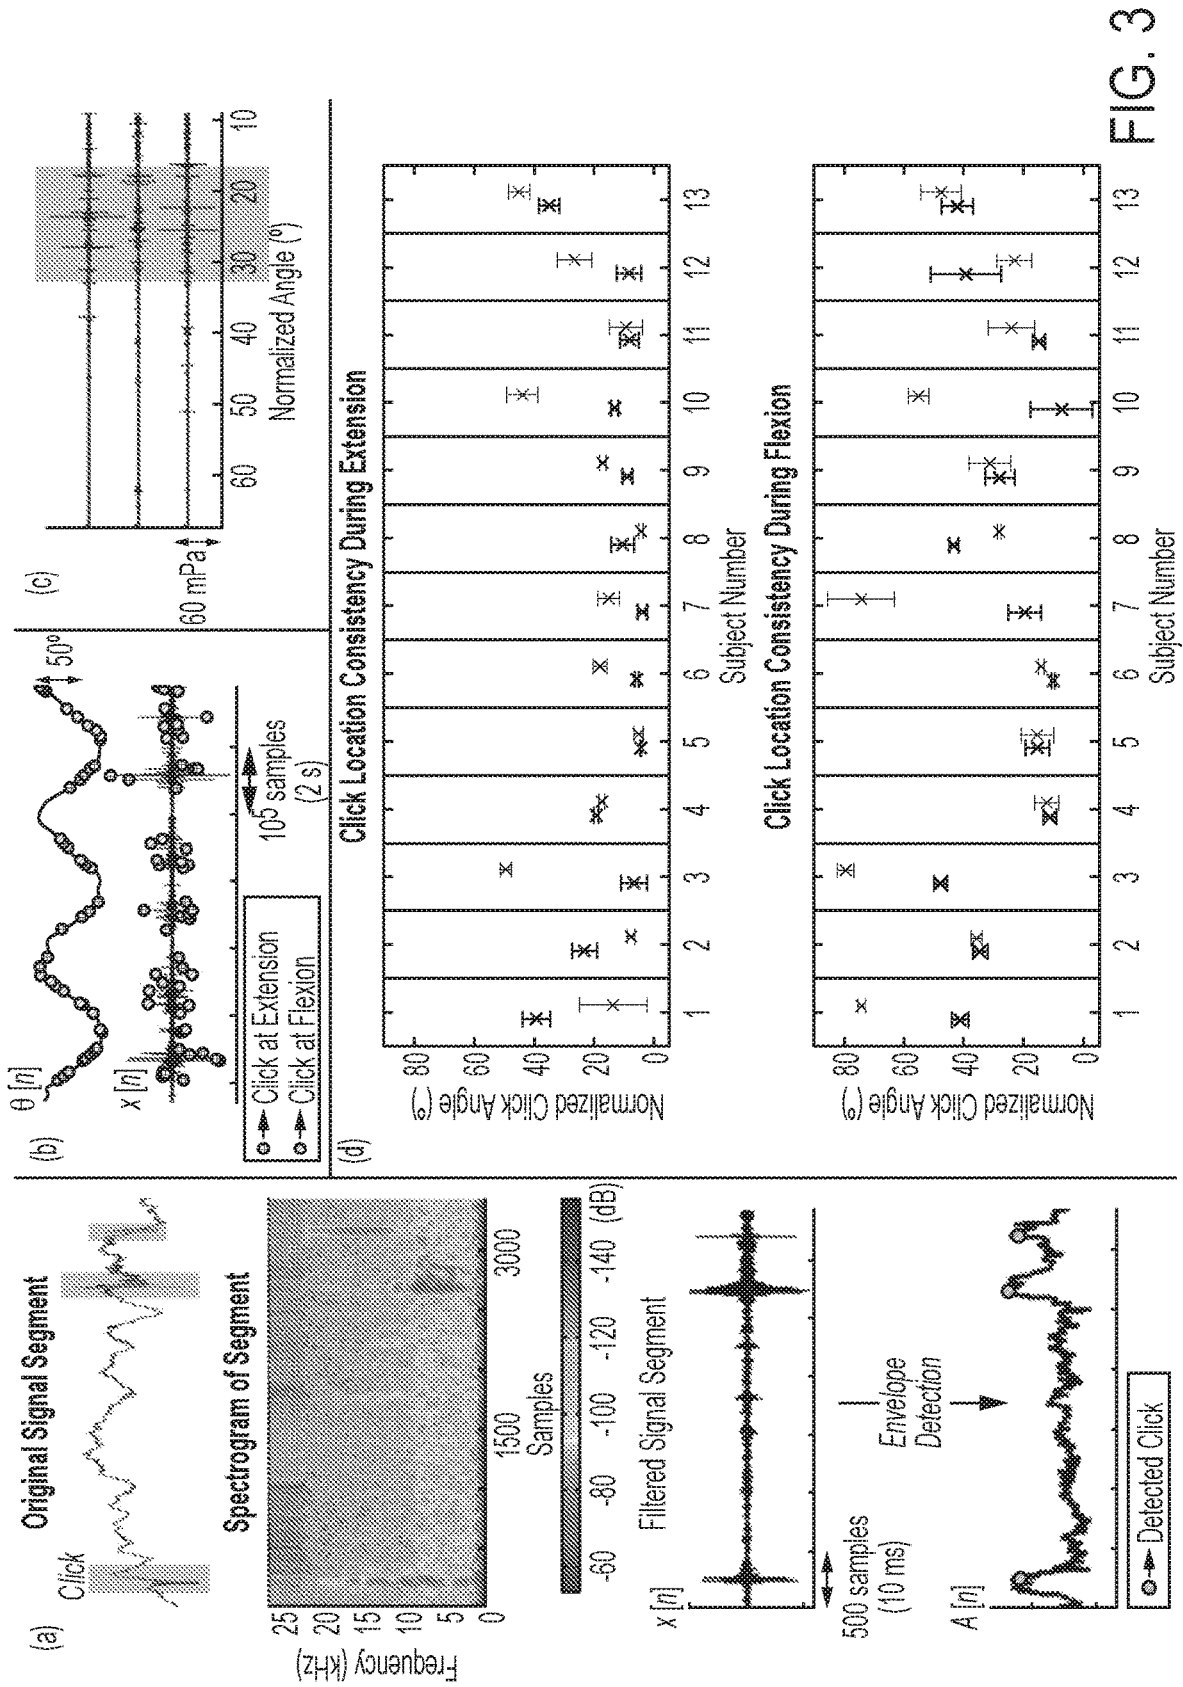 (a)
Original Signal Segment
Click
Spectrogram of Segment
Frequency (kHz)
25
20
15
10
5
0
1500
3000
Samples
-60
-80
-100
-120
-140
(dB)
Filtered Signal Segment
x [n]
500 samples
(10 ms)
Envelope
Detection
A [n]
Detected Click
(b)
θ [n]
50º
x [n]
10⁵ samples
(2 s)
Click at Extension
Click at Flexion
(c)
60 mPa
60
50
40
30
20
10
Normalized Angle (º)
(d)
Click Location Consistency During Extension
Normalized Click Angle (º)
80
60
40
20
0
1
2
3
4
5
6
7
8
9
10
11
12
13
Subject Number
Click Location Consistency During Flexion
Normalized Click Angle (º)
80
60
40
20
0
1
2
3
4
5
6
7
8
9
10
11
12
13
Subject Number
FIG. 3